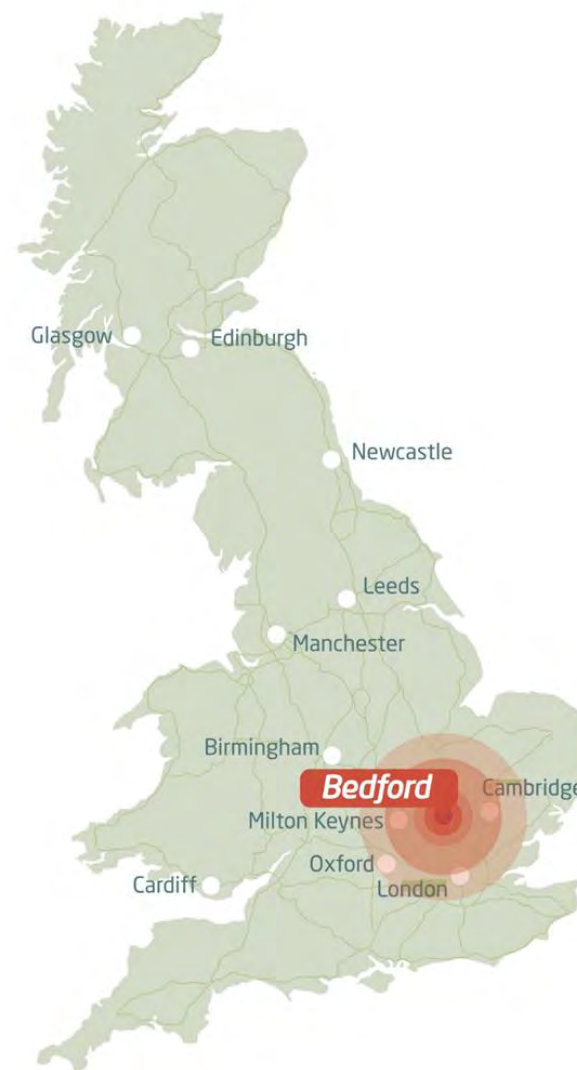 Glasgow
Edinburgh
Newcastle
Leeds
Manchester
Birmingham
Bedford
Cambridge
Milton Keynes
Oxford
London
Cardiff